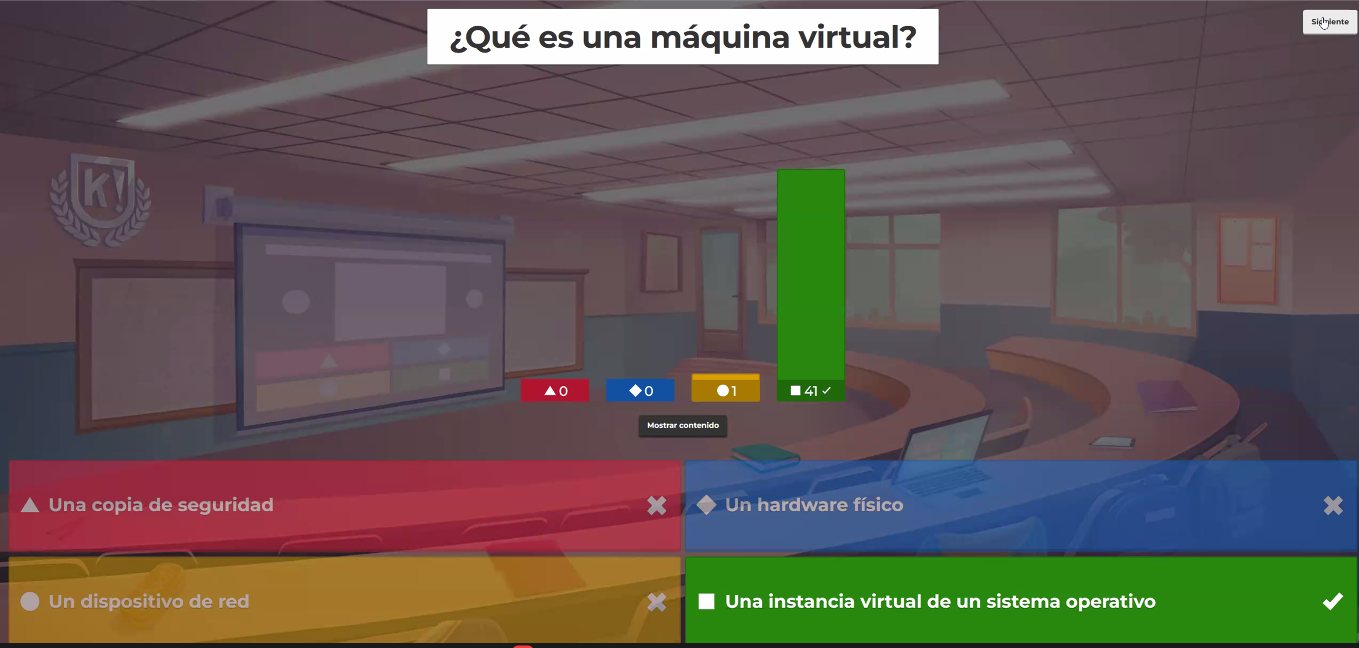 ¿Qué es una máquina virtual?
Siguiente
K!
0
0
1
41
Mostrar contenido
Una copia de seguridad
Un hardware físico
Un dispositivo de red
Una instancia virtual de un sistema operativo